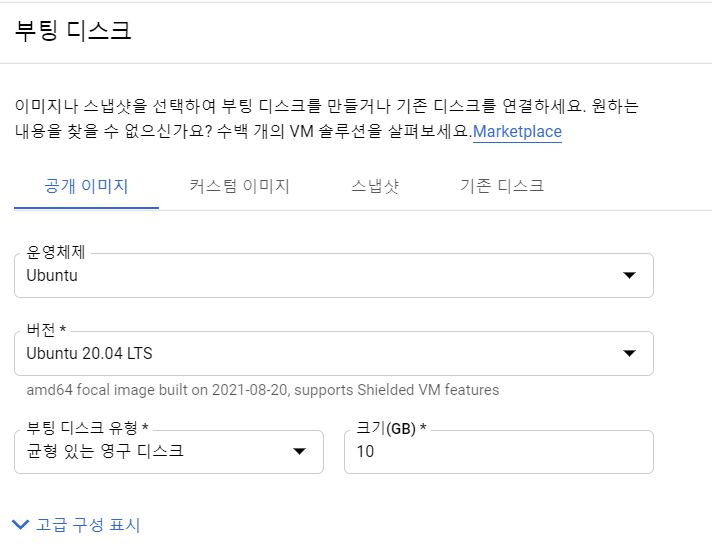 부팅 디스크
이미지나 스냅샷을 선택하여 부팅 디스크를 만들거나 기존 디스크를 연결하세요. 원하는
내용을 찾을 수 없으신가요? 수백 개의 VM 솔루션을 살펴보세요.Marketplace
공개 이미지 커스텀 이미지 스냅샷 기존 디스크
운영체제
Ubuntu
버전 *
Ubuntu 20.04 LTS
amd64 focal image built on 2021-08-20, supports Shielded VM features
부팅 디스크 유형 * 크기(GB) *
균형 있는 영구 디스크 10
고급 구성 표시